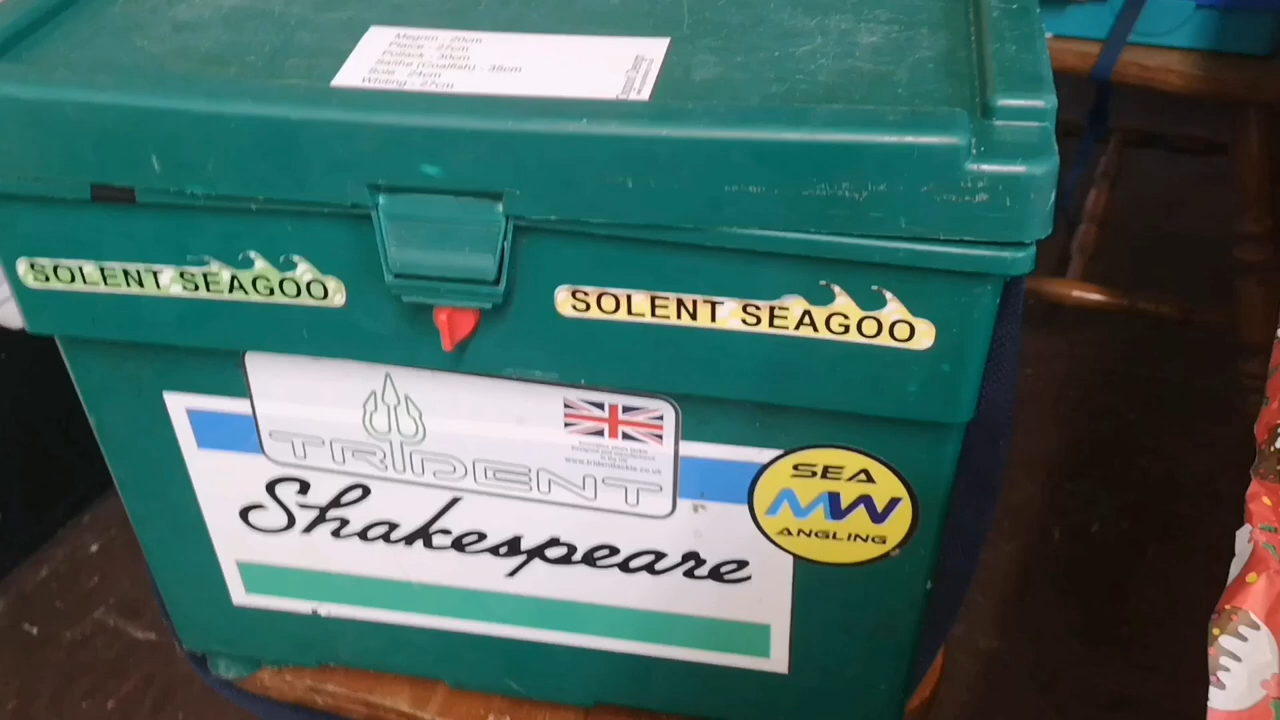 Megrim - 20cm
Plaice - 27cm
Pollack - 30cm
Saithe (Coalfish) - 35cm
Sole - 24cm
Whiting - 27cm
SOLENT SEAGOO
SOLENT SEAGOO
TRIDENT
www.tridenttackle.co.uk
Shakespeare
SEA
MW
ANGLING